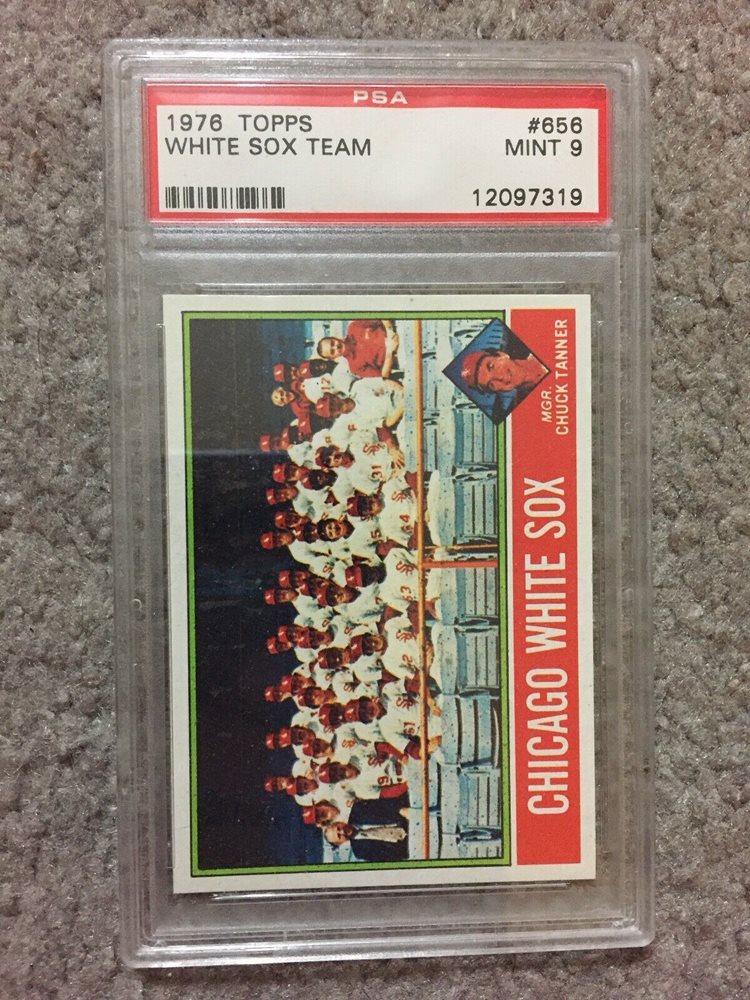 PSA
1976 TOPPS #656
WHITE SOX TEAM MINT 9
12097319
MGR.
CHUCK TANNER
CHICAGO WHITE SOX